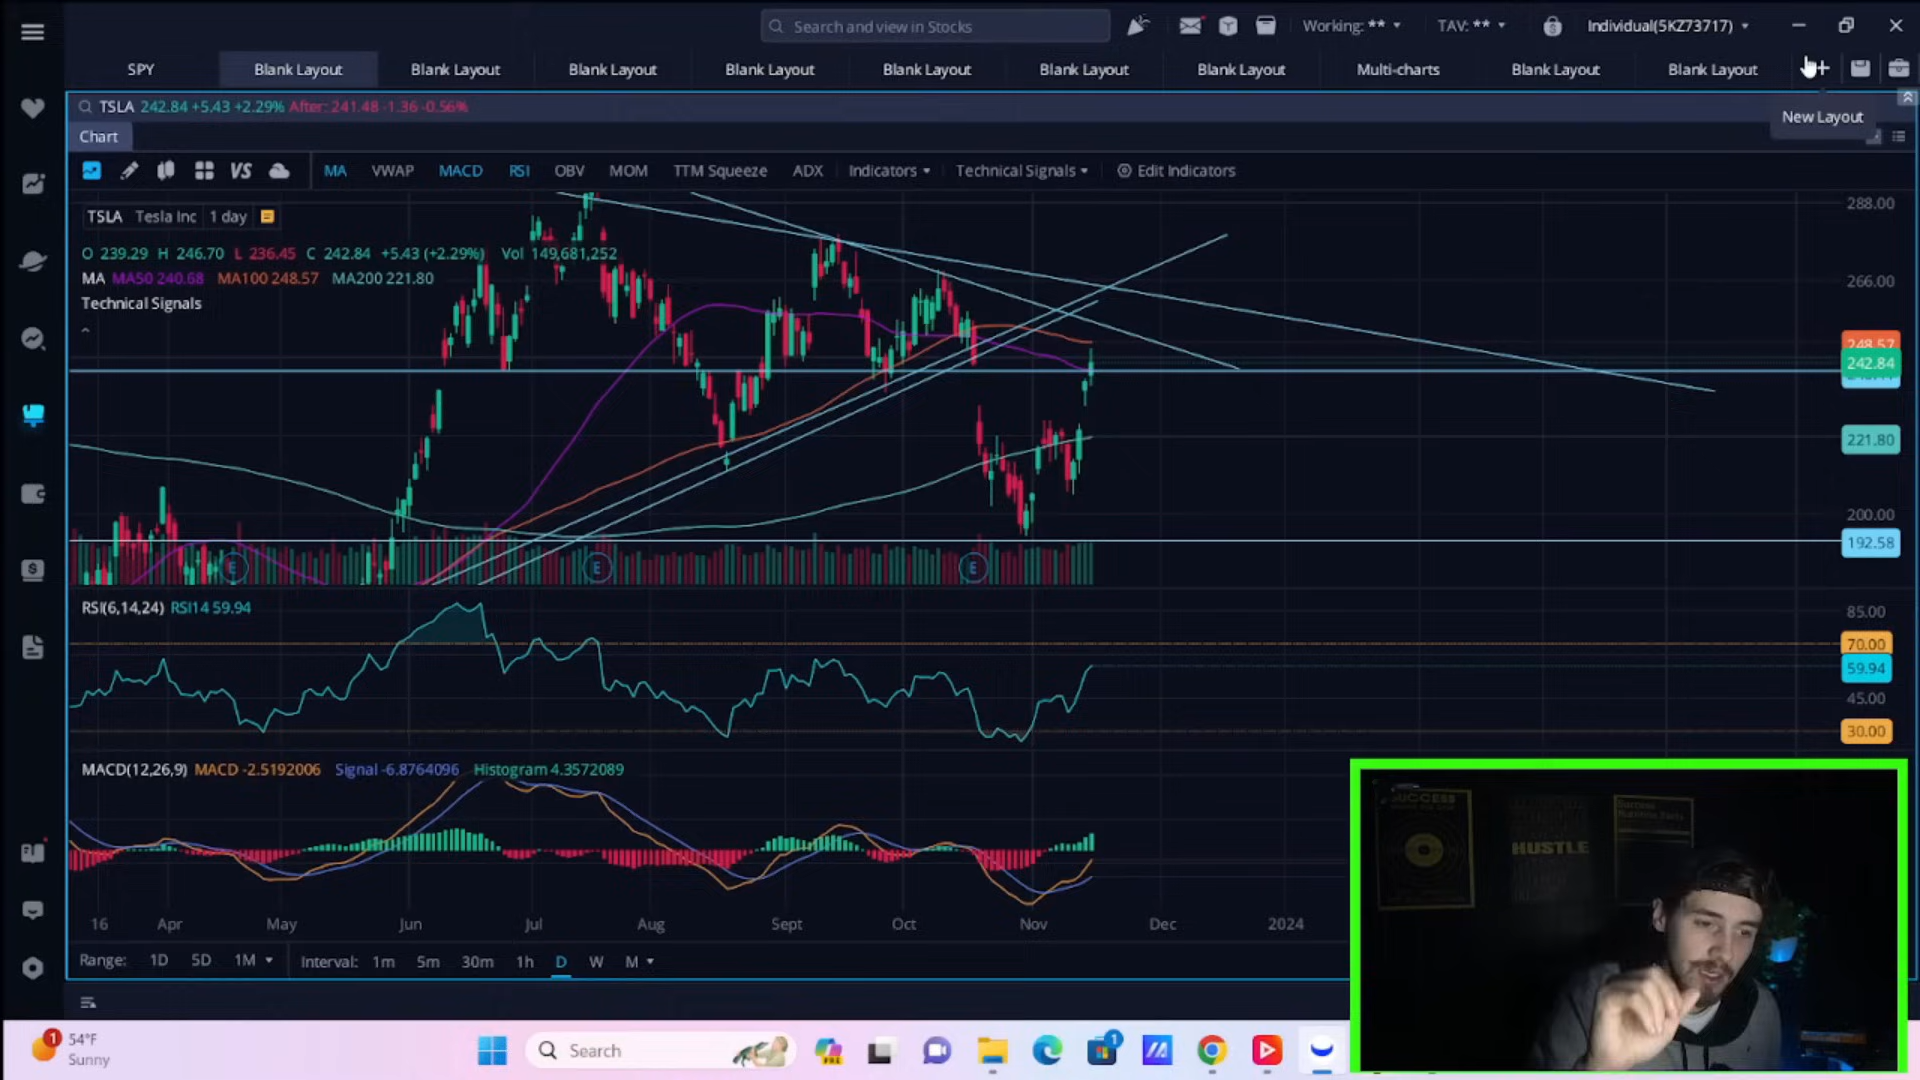 Search and view in Stocks
Working: **
TAV: **
Individual(5KZ73717)
SPY
Blank Layout
Blank Layout
Blank Layout
Blank Layout
Blank Layout
Blank Layout
Blank Layout
Multi-charts
Blank Layout
Blank Layout
TSLA 242.84 +5.43 +2.29% After: 241.48 -1.36 -0.56%
New Layout
Chart
VS
MA
VWAP
MACD
RSI
OBV
MOM
TTM Squeeze
ADX
Indicators
Technical Signals
Edit Indicators
TSLA Tesla Inc 1 day
O 239.29 H 246.70 L 236.45 C 242.84 +5.43 (+2.29%) Vol 149,681,252
MA MA50 240.68 MA100 248.57 MA200 221.80
Technical Signals
288.00
266.00
248.57
242.84
221.80
200.00
192.58
E
E
E
RSI(6,14,24) RSI14 59.94
85.00
70.00
59.94
45.00
30.00
MACD(12,26,9) MACD -2.5192006 Signal -6.8764096 Histogram 4.3572089
16
Apr
May
Jun
Jul
Aug
Sept
Oct
Nov
Dec
2024
Range: 1D 5D 1M
Interval: 1m 5m 30m 1h D W M
SUCCESS
HUSTLE
Success
1
54°F
Sunny
Search
1